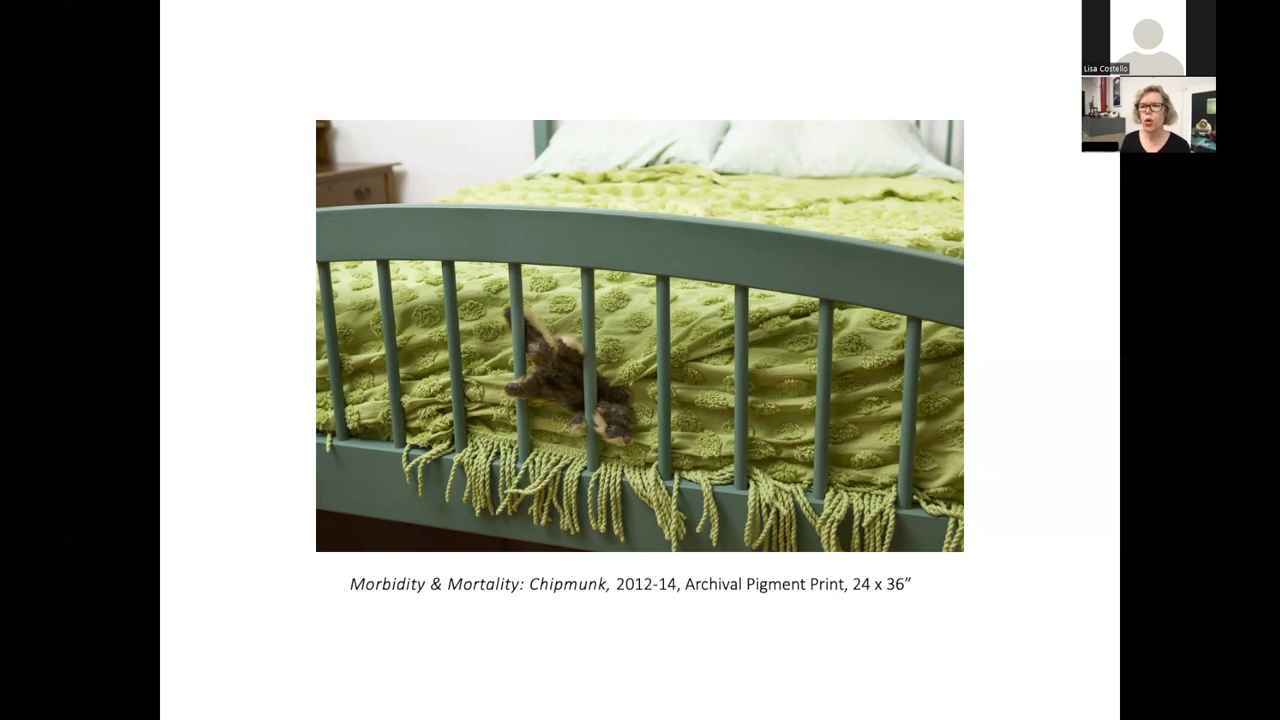 Lisa Costello
Morbidity & Mortality: Chipmunk, 2012-14, Archival Pigment Print, 24 x 36”